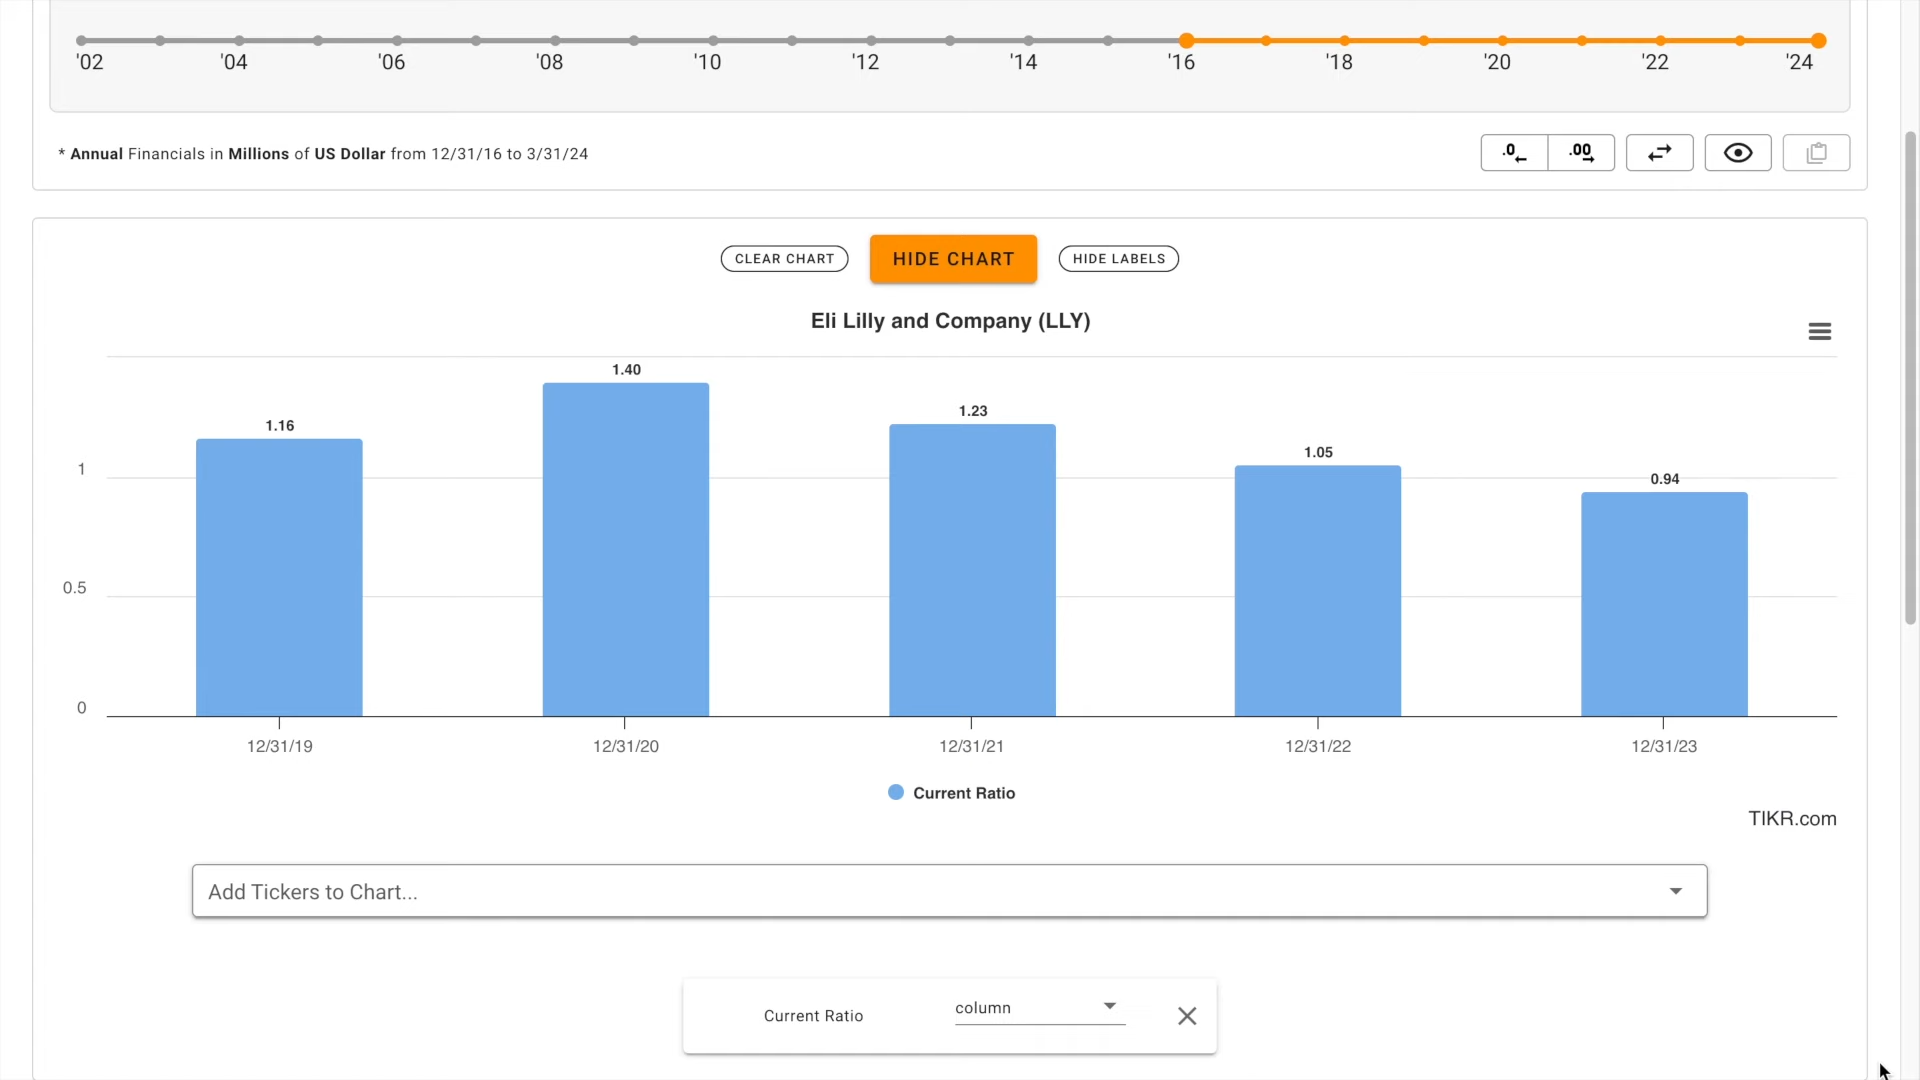 '02 '04 '06 '08 '10 '12 '14 '16 '18 '20 '22 '24
* Annual Financials in Millions of US Dollar from 12/31/16 to 3/31/24
.0 .00
CLEAR CHART HIDE CHART HIDE LABELS
Eli Lilly and Company (LLY)
1.40
1.23
1.16
1.05
1
0.94
0.5
0
12/31/19 12/31/20 12/31/21 12/31/22 12/31/23
Current Ratio
TIKR.com
Add Tickers to Chart...
Current Ratio column